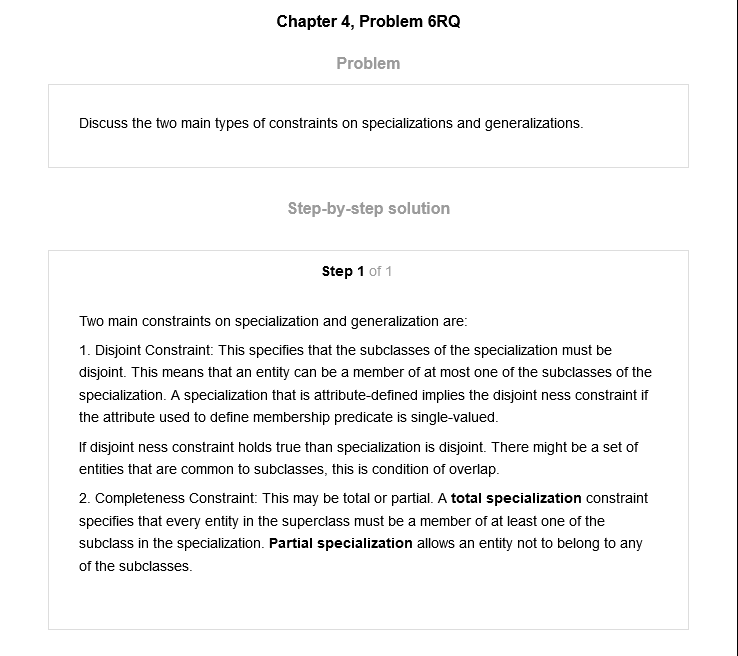 Chapter 4, Problem 6RQ
Problem
Discuss the two main types of constraints on specializations and generalizations.
Step-by-step solution
Step 1 of 1
Two main constraints on specialization and generalization are:
1. Disjoint Constraint: This specifies that the subclasses of the specialization must be
disjoint. This means that an entity can be a member of at most one of the subclasses of the
specialization. A specialization that is attribute-defined implies the disjoint ness constraint if
the attribute used to define membership predicate is single-valued.
If disjoint ness constraint holds true than specialization is disjoint. There might be a set of
entities that are common to subclasses, this is condition of overlap.
2. Completeness Constraint: This may be total or partial. A total specialization constraint
specifies that every entity in the superclass must be a member of at least one of the
subclass in the specialization. Partial specialization allows an entity not to belong to any
of the subclasses.